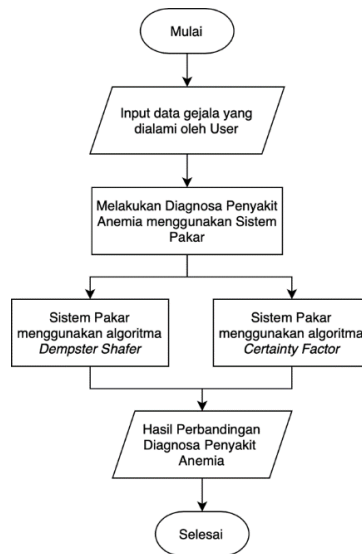 Mulai
Input data gejala yang
dialami oleh User
Melakukan Diagnosa Penyakit
Anemia menggunakan Sistem
Pakar
Sistem Pakar
menggunakan algoritma
Dempster Shafer
Sistem Pakar
menggunakan algoritma
Certainty Factor
Hasil Perbandingan
Diagnosa Penyakit
Anemia
Selesai